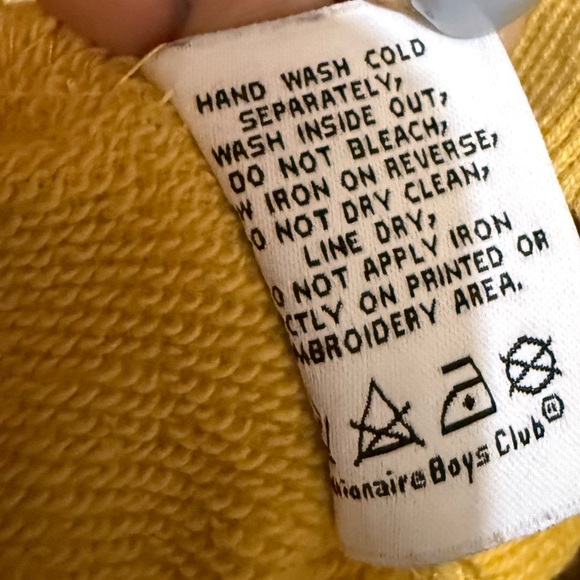 HAND WASH COLD
SEPARATELY,
WASH INSIDE OUT,
DO NOT BLEACH,
W IRON ON REVERSE,
O NOT DRY CLEAN,
LINE DRY,
O NOT APPLY IRON
CTLY ON PRINTED OR
MBROIDERY AREA.
lionaire Boys Club®